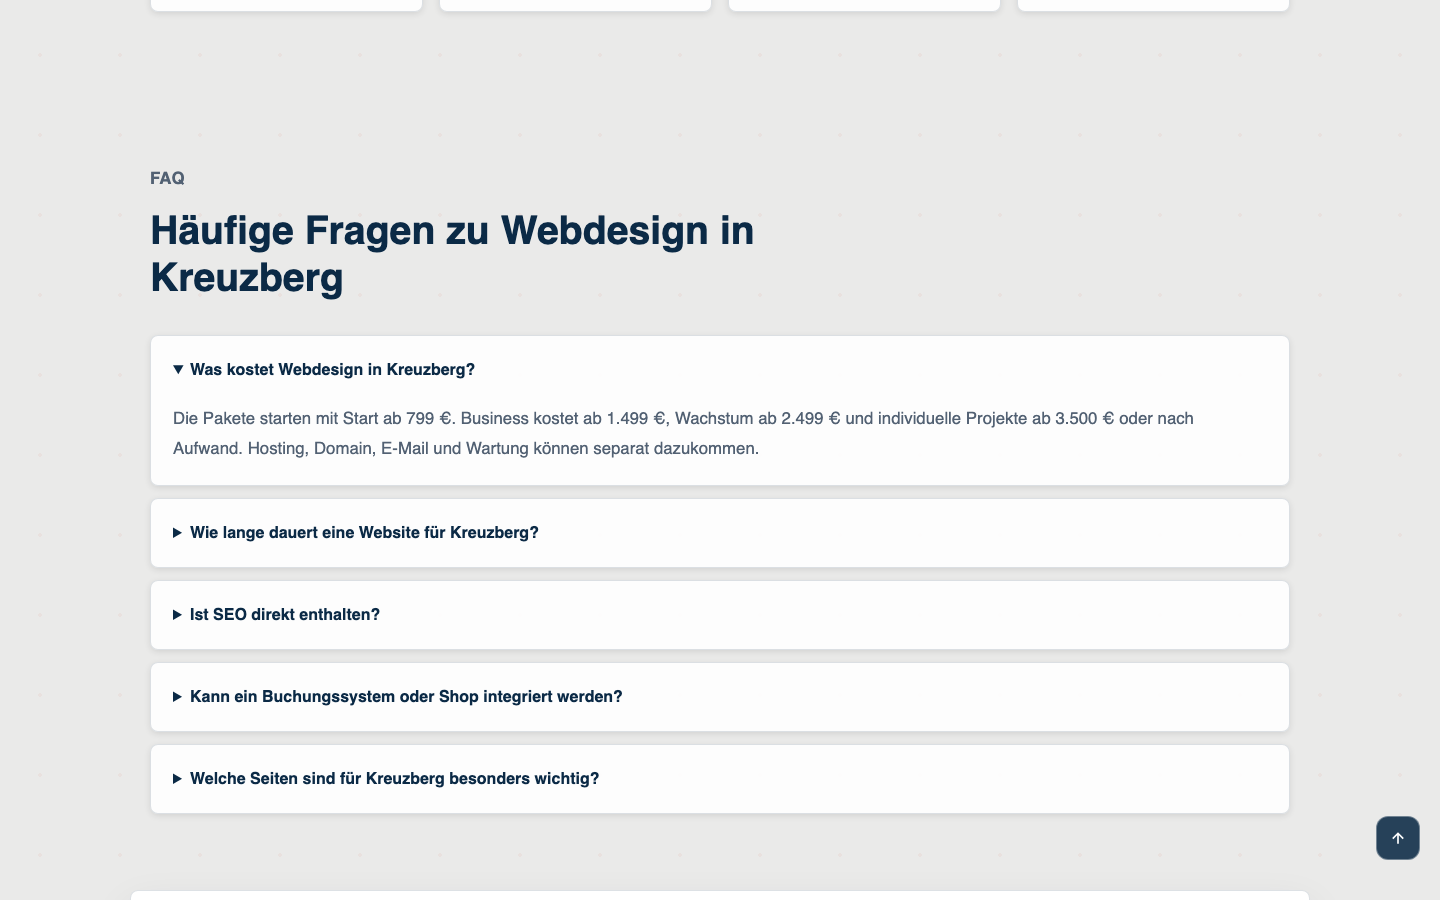 FAQ
Häufige Fragen zu Webdesign in
Kreuzberg
Was kostet Webdesign in Kreuzberg?
Die Pakete starten mit Start ab 799 €. Business kostet ab 1.499 €, Wachstum ab 2.499 € und individuelle Projekte ab 3.500 € oder nach
Aufwand. Hosting, Domain, E-Mail und Wartung können separat dazukommen.
Wie lange dauert eine Website für Kreuzberg?
Ist SEO direkt enthalten?
Kann ein Buchungssystem oder Shop integriert werden?
Welche Seiten sind für Kreuzberg besonders wichtig?